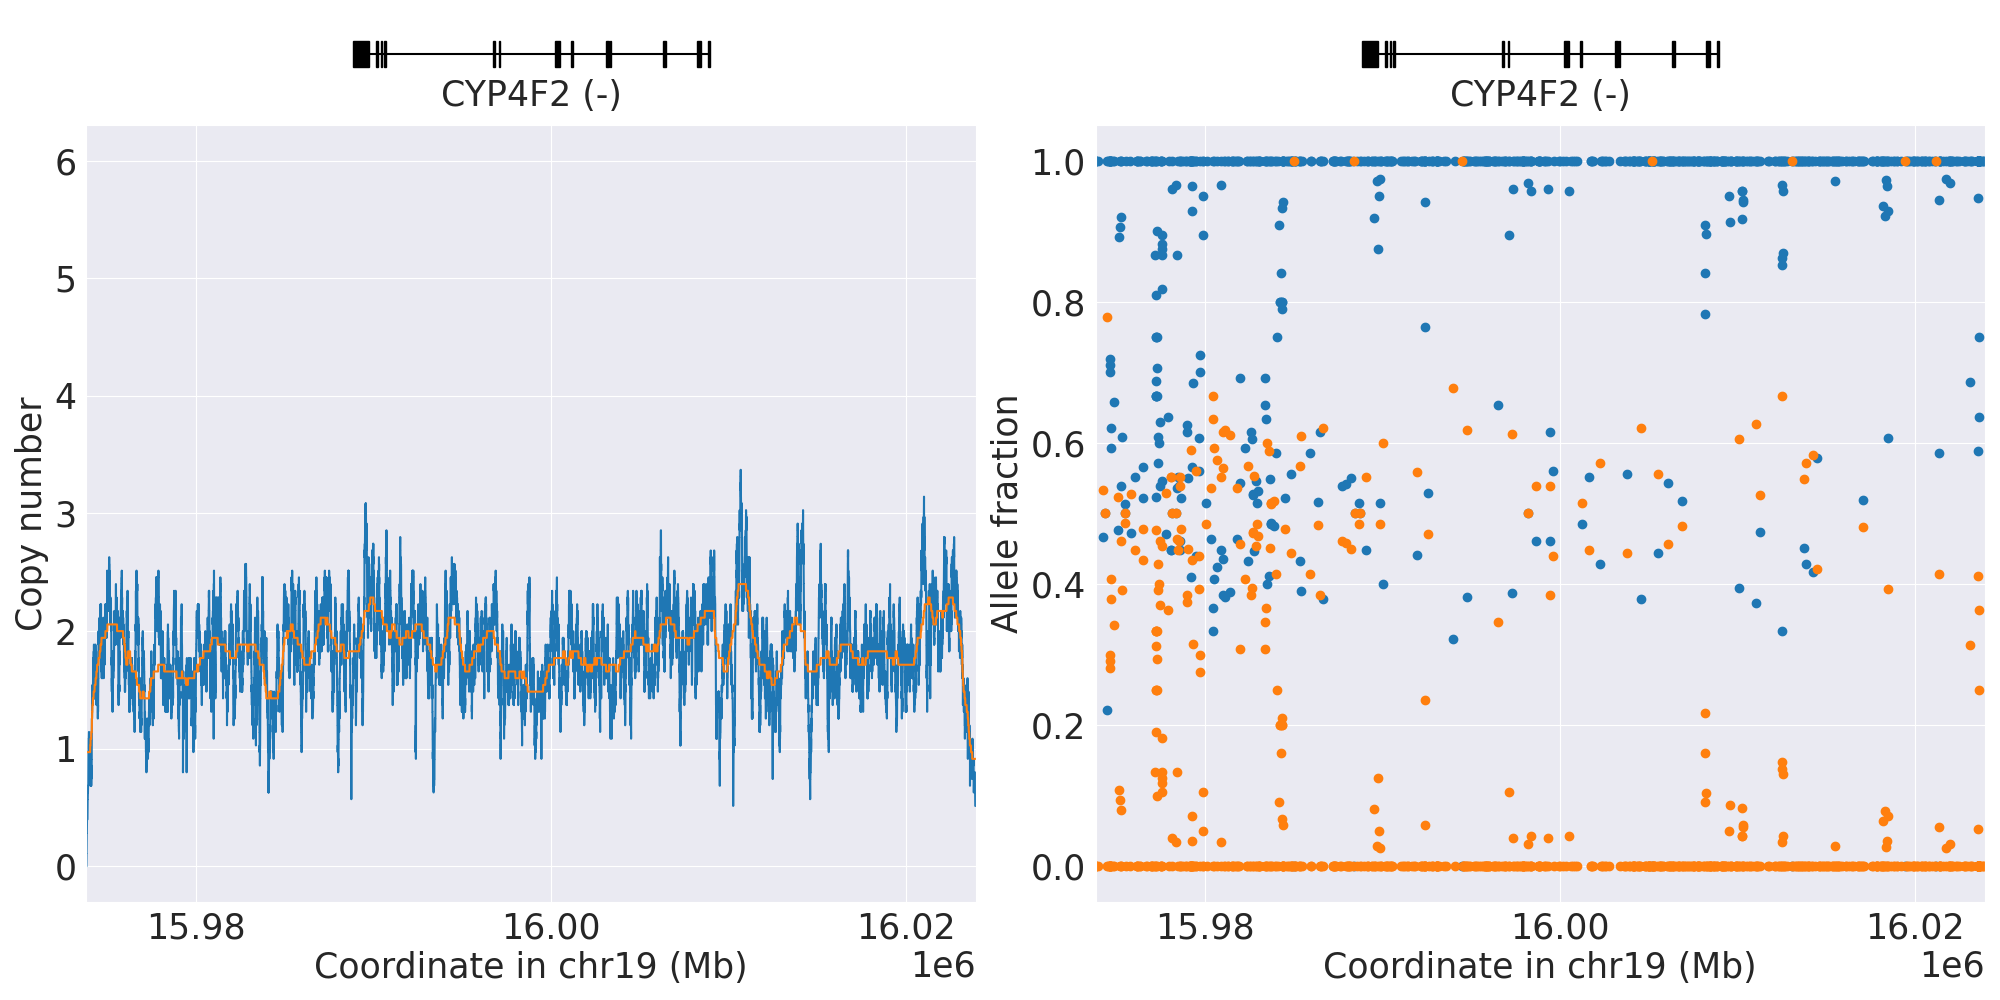 CYP4F2 (-)
6
5
4
3
2
1
0
Copy number
15.98
16.00
16.02
Coordinate in chr19 (Mb)
1e6
CYP4F2 (-)
1.0
0.8
0.6
0.4
0.2
0.0
Allele fraction
15.98
16.00
16.02
Coordinate in chr19 (Mb)
1e6